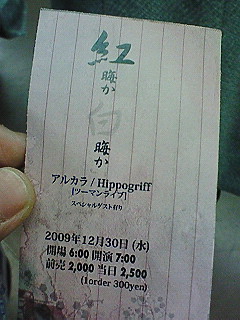 紅
晦か
白
晦か
アルカラ / Hippogriff
[ツーマンライブ]
スペシャルゲスト有り
2009年12月30日 (水)
開場 6:00 開演 7:00
前売 2,000 当日 2,500
(1order 300yen)